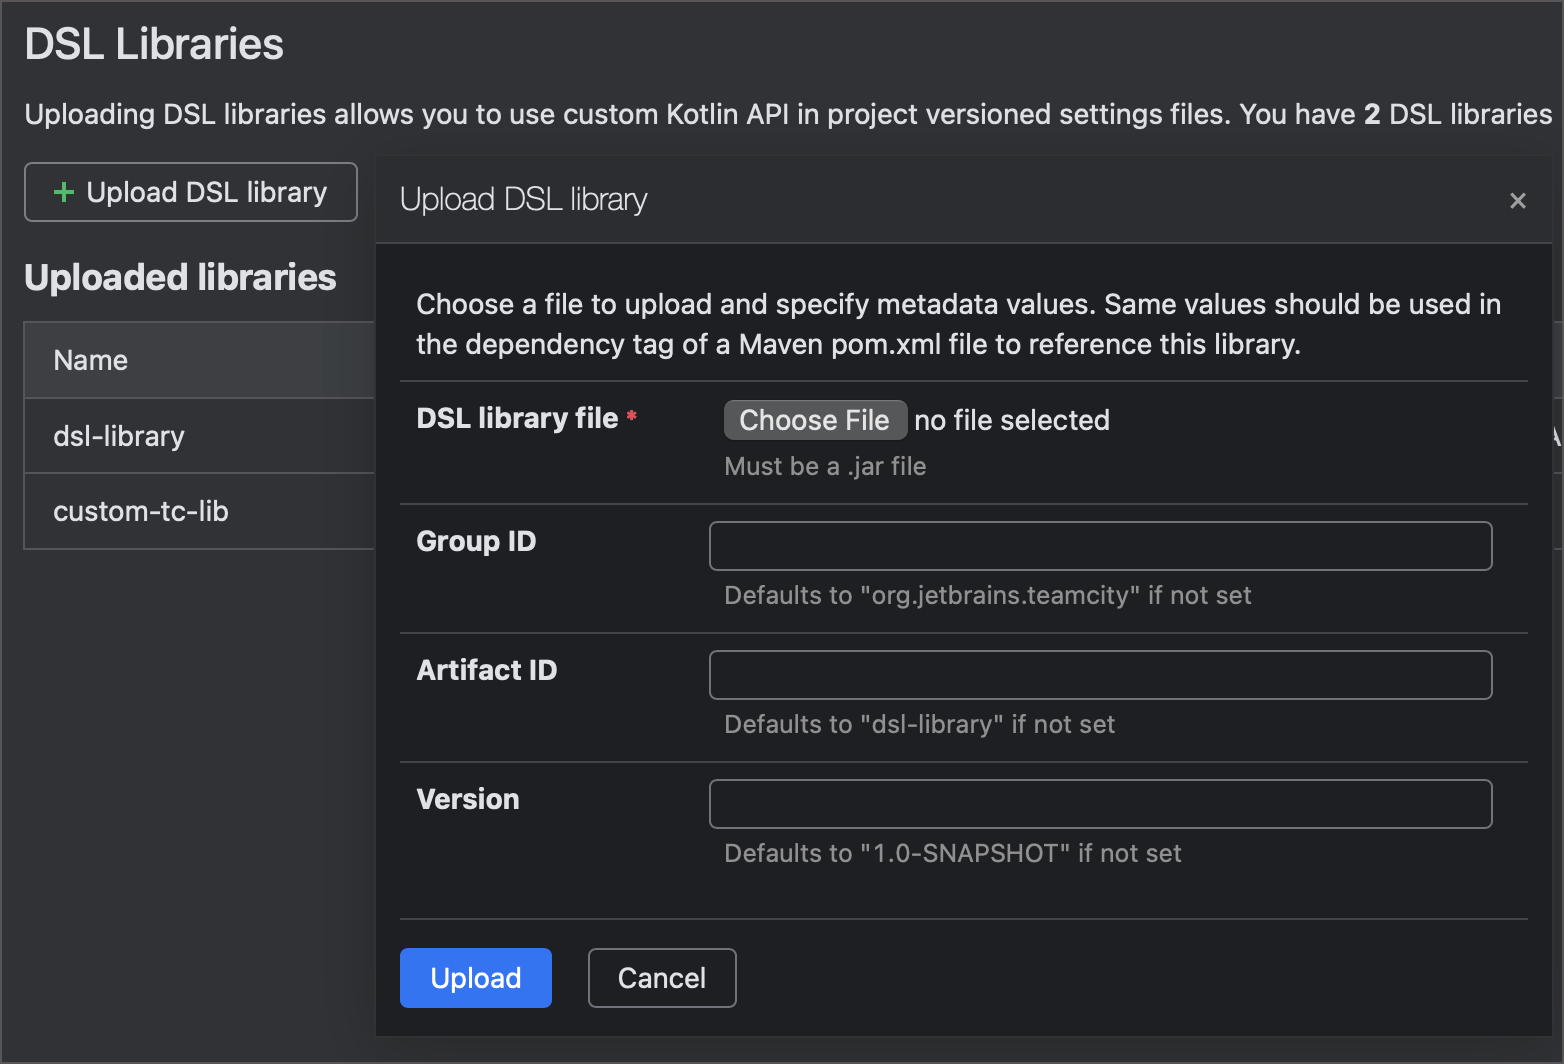 DSL Libraries
Uploading DSL libraries allows you to use custom Kotlin API in project versioned settings files. You have 2 DSL libraries
+ Upload DSL library
Uploaded libraries
Name
dsl-library
custom-tc-lib
Upload DSL library
×
Choose a file to upload and specify metadata values. Same values should be used in
the dependency tag of a Maven pom.xml file to reference this library.
DSL library file *
Choose File no file selected
Must be a .jar file
Group ID
Defaults to "org.jetbrains.teamcity" if not set
Artifact ID
Defaults to "dsl-library" if not set
Version
Defaults to "1.0-SNAPSHOT" if not set
Upload
Cancel